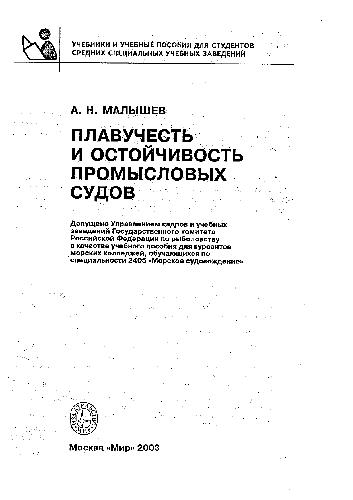 УЧЕБНИКИ И УЧЕБНЫЕ ПОСОБИЯ ДЛЯ СТУДЕНТОВ
СРЕДНИХ СПЕЦИАЛЬНЫХ УЧЕБНЫХ ЗАВЕДЕНИЙ
А. Н. МАЛЫШЕВ
ПЛАВУЧЕСТЬ
И ОСТОЙЧИВОСТЬ
ПРОМЫСЛОВЫХ
СУДОВ
Допущено Управлением кадров и учебных
заведений Государственного комитета
Российской Федерации по рыболовству
в качестве учебного пособия для курсантов
морских колледжей, обучающихся по
специальности 2405 «Морское судовождение»
Москва «Мир» 2003